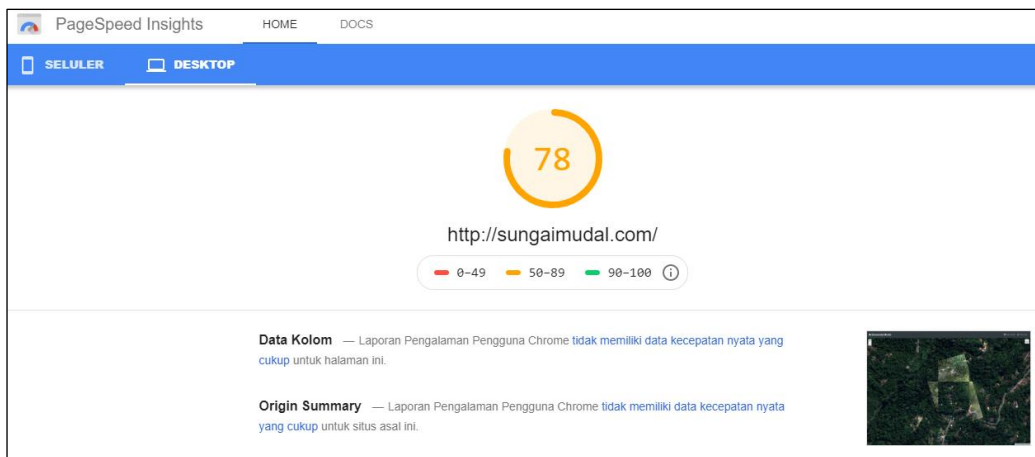 PageSpeed Insights HOME DOCS
SELULER DESKTOP
78
http://sungaimudal.com/
0-49 50-89 90-100
Data Kolom — Laporan Pengalaman Pengguna Chrome tidak memiliki data kecepatan nyata yang
cukup untuk halaman ini.
Origin Summary — Laporan Pengalaman Pengguna Chrome tidak memiliki data kecepatan nyata
yang cukup untuk situs asal ini.